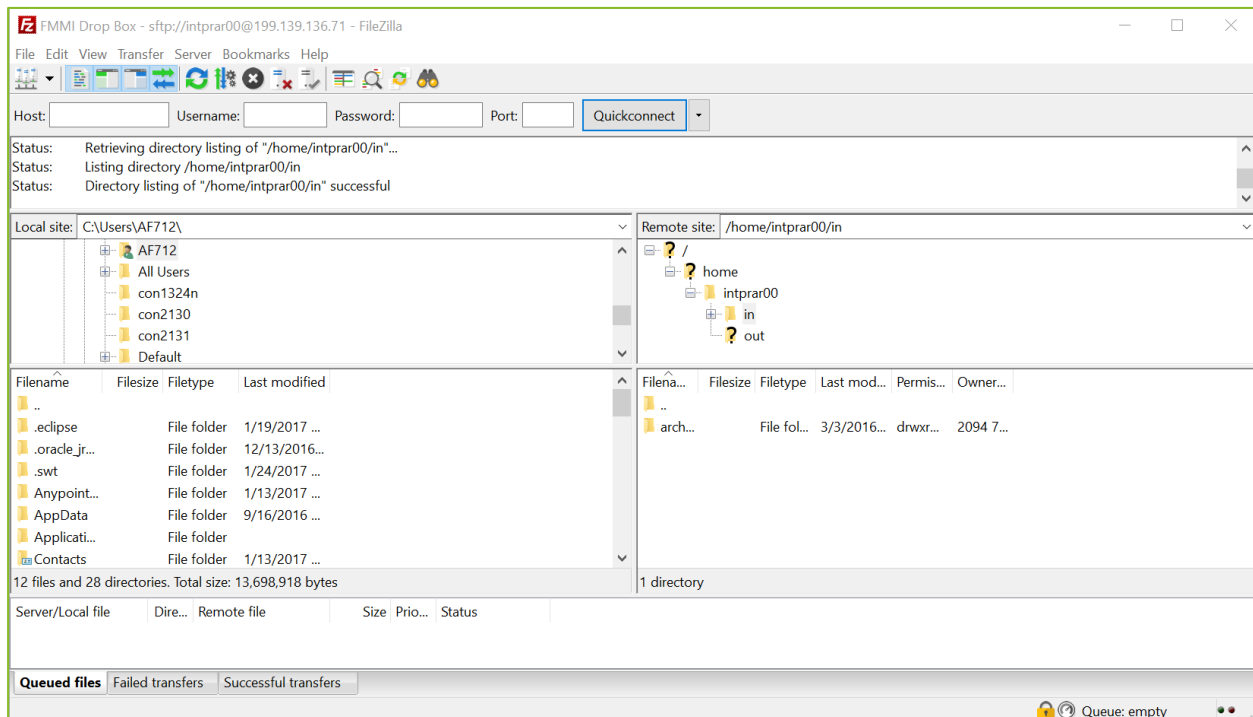 FMMI Drop Box - sftp://intprar00@199.139.136.71 - FileZilla
File Edit View Transfer Server Bookmarks Help
Host: Username: Password: Port: Quickconnect
Status: Retrieving directory listing of "/home/intprar00/in"...
Status: Listing directory /home/intprar00/in
Status: Directory listing of "/home/intprar00/in" successful
Local site: C:\Users\AF712\
AF712
All Users
con1324n
con2130
con2131
Default
Remote site: /home/intprar00/in
/
home
intprar00
in
out
Filename Filesize Filetype Last modified
..
.eclipse File folder 1/19/2017 ...
.oracle_jr... File folder 12/13/2016...
.swt File folder 1/24/2017 ...
Anypoint... File folder 1/13/2017 ...
AppData File folder 9/16/2016 ...
Applicati... File folder
Contacts File folder 1/13/2017 ...
12 files and 28 directories. Total size: 13,698,918 bytes
Filena... Filesize Filetype Last mod... Permis... Owner...
..
arch... File fol... 3/3/2016... drwxr... 2094 7...
1 directory
Server/Local file Dire... Remote file Size Prio... Status
Queued files Failed transfers Successful transfers
Queue: empty